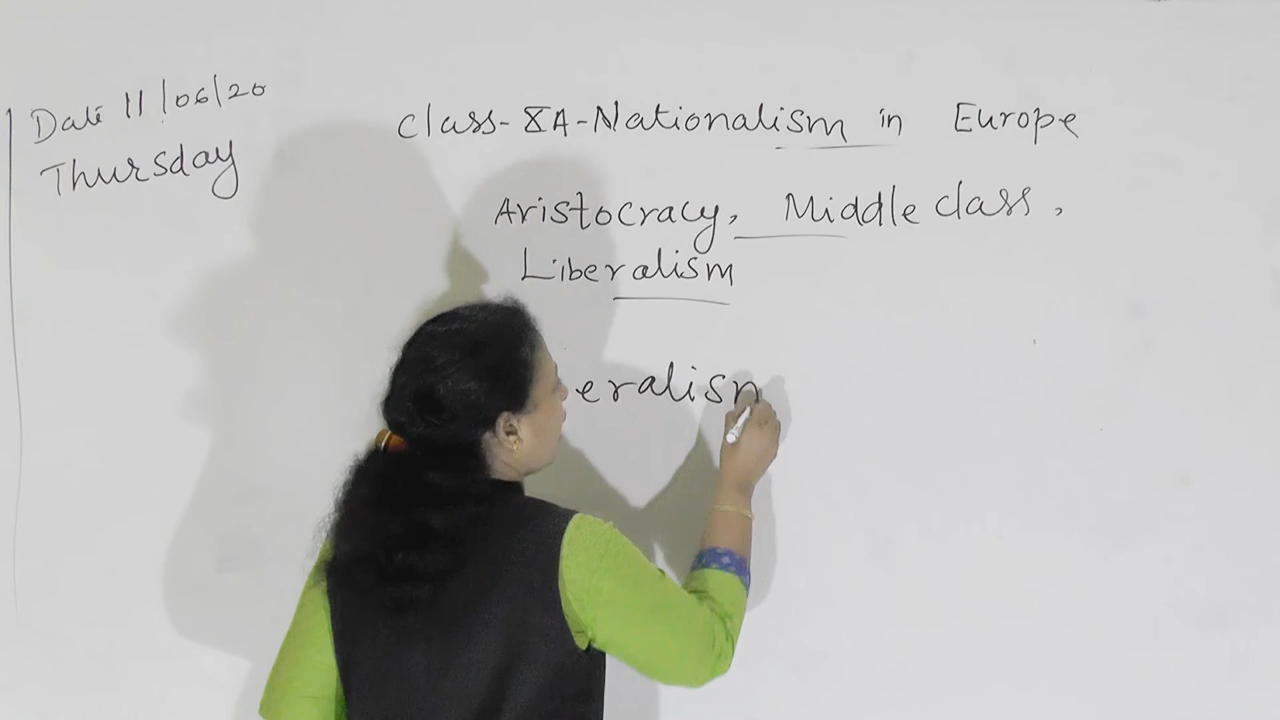 Date 11/06/20
Thursday
Class-XA-Nationalism in Europe
Aristocracy, Middle class,
Liberalism
eralism